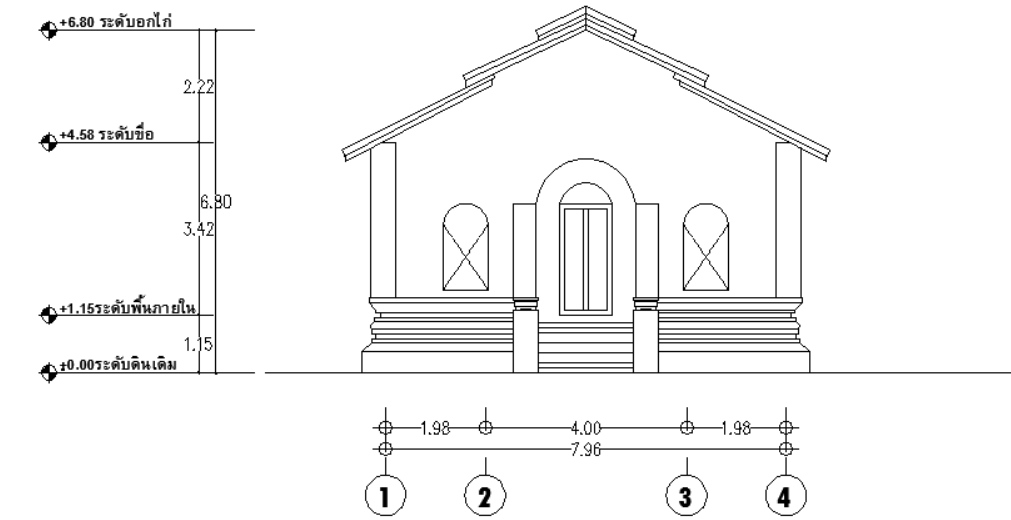 +6.80 ระดับอกไก่
2.22
+4.58 ระดับขื่อ
6.80
3.42
+1.15ระดับพื้นภายใน
1.15
±0.00ระดับดินเดิม
1.98 4.00 1.98
7.96
1 2 3 4